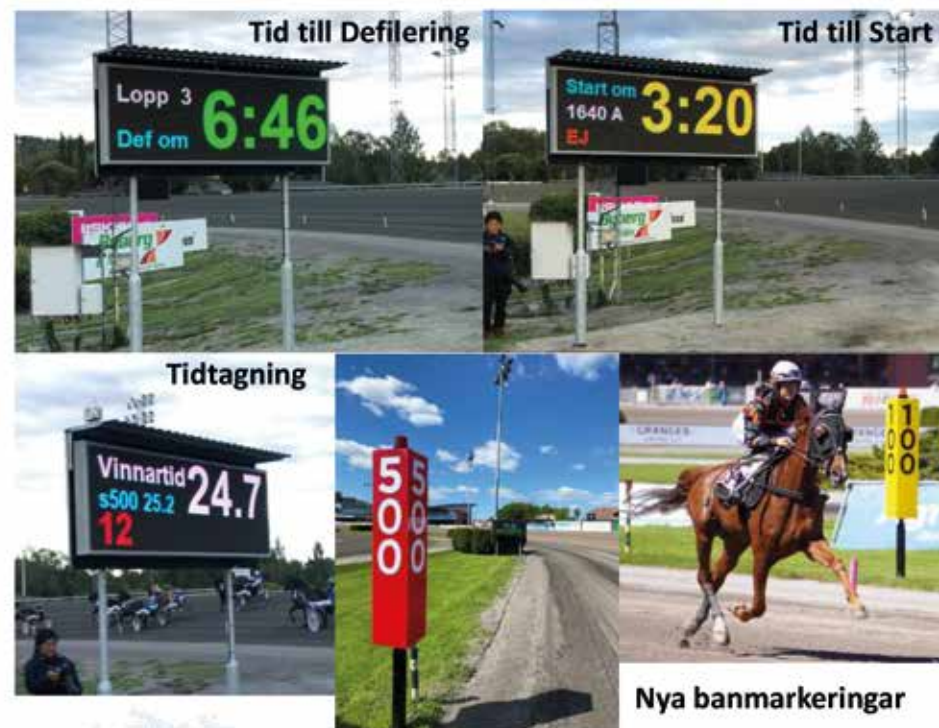 Tid till Defilering
Lopp 3
6:46
Def om
Tid till Start
Start om
1640 A
EJ
3:20
Tidtagning
Vinnartid
24.7
s500 25.2
12
500
500
100
100
GRANGES
Nya banmarkeringar